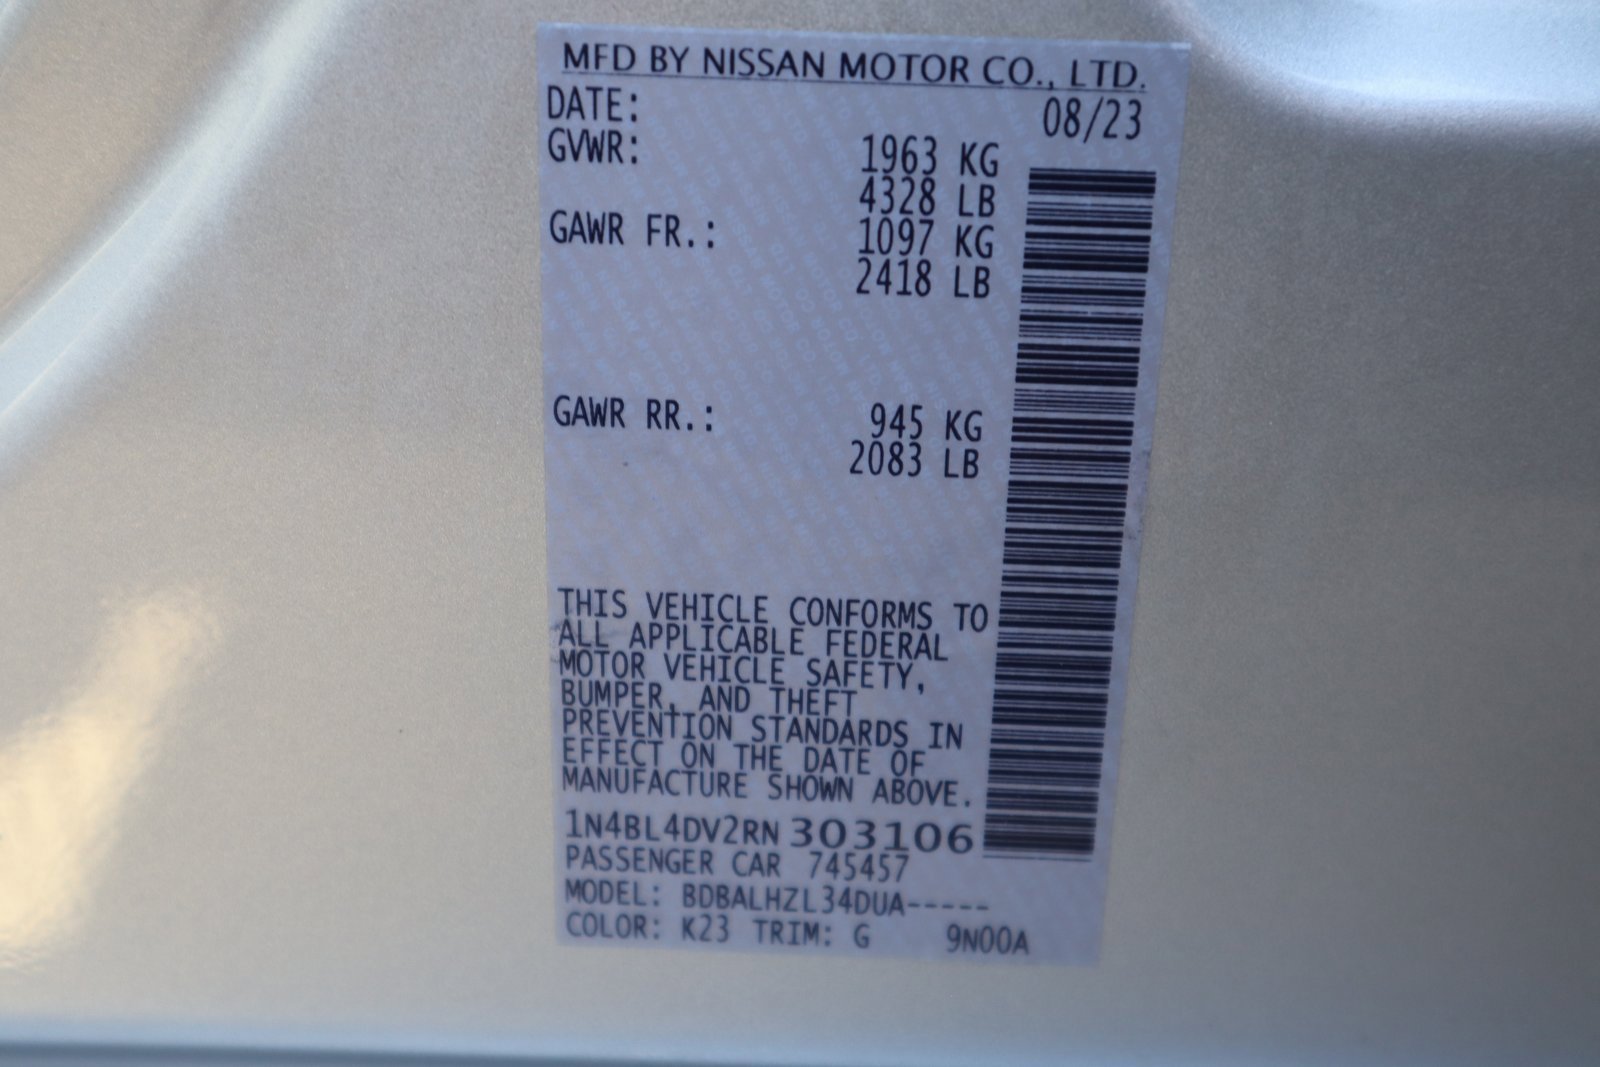 MFD BY NISSAN MOTOR CO., LTD.
DATE: 08/23
GVWR: 1963 KG
4328 LB
GAWR FR.: 1097 KG
2418 LB
GAWR RR.: 945 KG
2083 LB
THIS VEHICLE CONFORMS TO
ALL APPLICABLE FEDERAL
MOTOR VEHICLE SAFETY,
BUMPER, AND THEFT
PREVENTION STANDARDS IN
EFFECT ON THE DATE OF
MANUFACTURE SHOWN ABOVE.
1N4BL4DV2RN303106
PASSENGER CAR 745457
MODEL: BDBALHZL34DUA-----
COLOR: K23 TRIM: G 9N00A